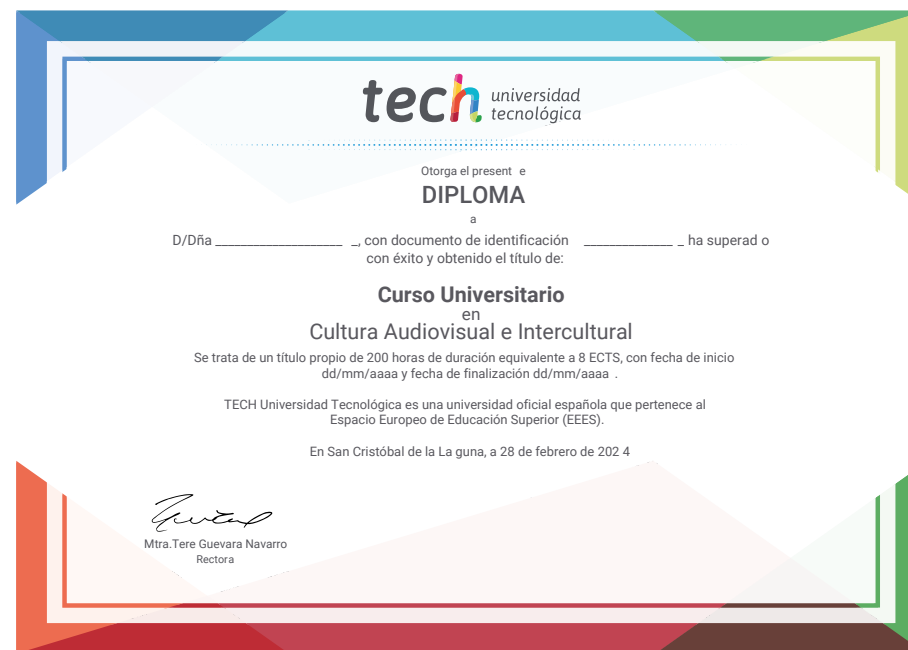 tech universidad
tecnológica
Otorga el present e
DIPLOMA
a
D/Dña ____________________ _, con documento de identificación ______________ _ ha superad o
con éxito y obtenido el título de:
Curso Universitario
en
Cultura Audiovisual e Intercultural
Se trata de un título propio de 200 horas de duración equivalente a 8 ECTS, con fecha de inicio
dd/mm/aaaa y fecha de finalización dd/mm/aaaa .
TECH Universidad Tecnológica es una universidad oficial española que pertenece al
Espacio Europeo de Educación Superior (EEES).
En San Cristóbal de la La guna, a 28 de febrero de 202 4
Mtra.Tere Guevara Navarro
Rectora